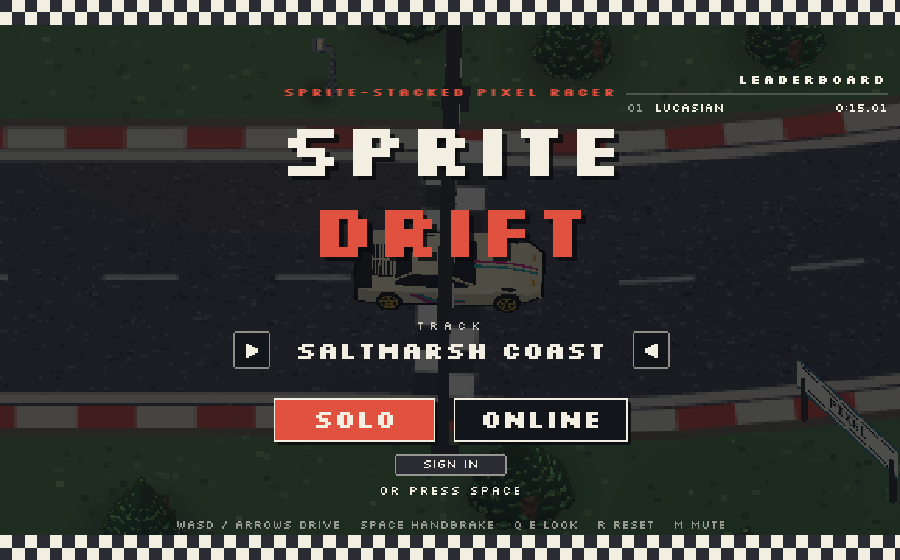 SPRITE-STACKED PIXEL RACER
LEADERBOARD
01 LUCASIAN 0:15.01
SPRITE
DRIFT
TRACK
SALTMARSH COAST
SOLO
ONLINE
SIGN IN
OR PRESS SPACE
PIXEL
WASD / ARROWS DRIVE SPACE HANDBRAKE Q E LOOK R RESET M MUTE